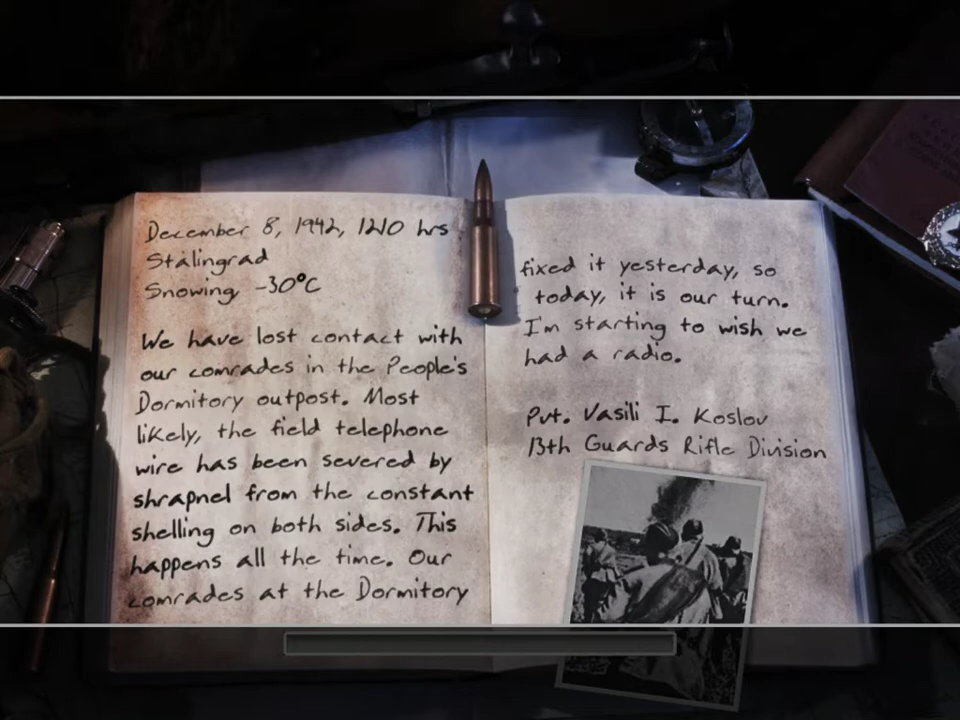 December 8, 1942, 1210 hrs
Stalingrad
Snowing -30°C
We have lost contact with
our comrades in the People's
Dormitory outpost. Most
likely, the field telephone
wire has been severed by
shrapnel from the constant
shelling on both sides. This
happens all the time. Our
comrades at the Dormitory
fixed it yesterday, so
today, it is our turn.
I'm starting to wish we
had a radio.
Pvt. Vasili I. Koslov
13th Guards Rifle Division